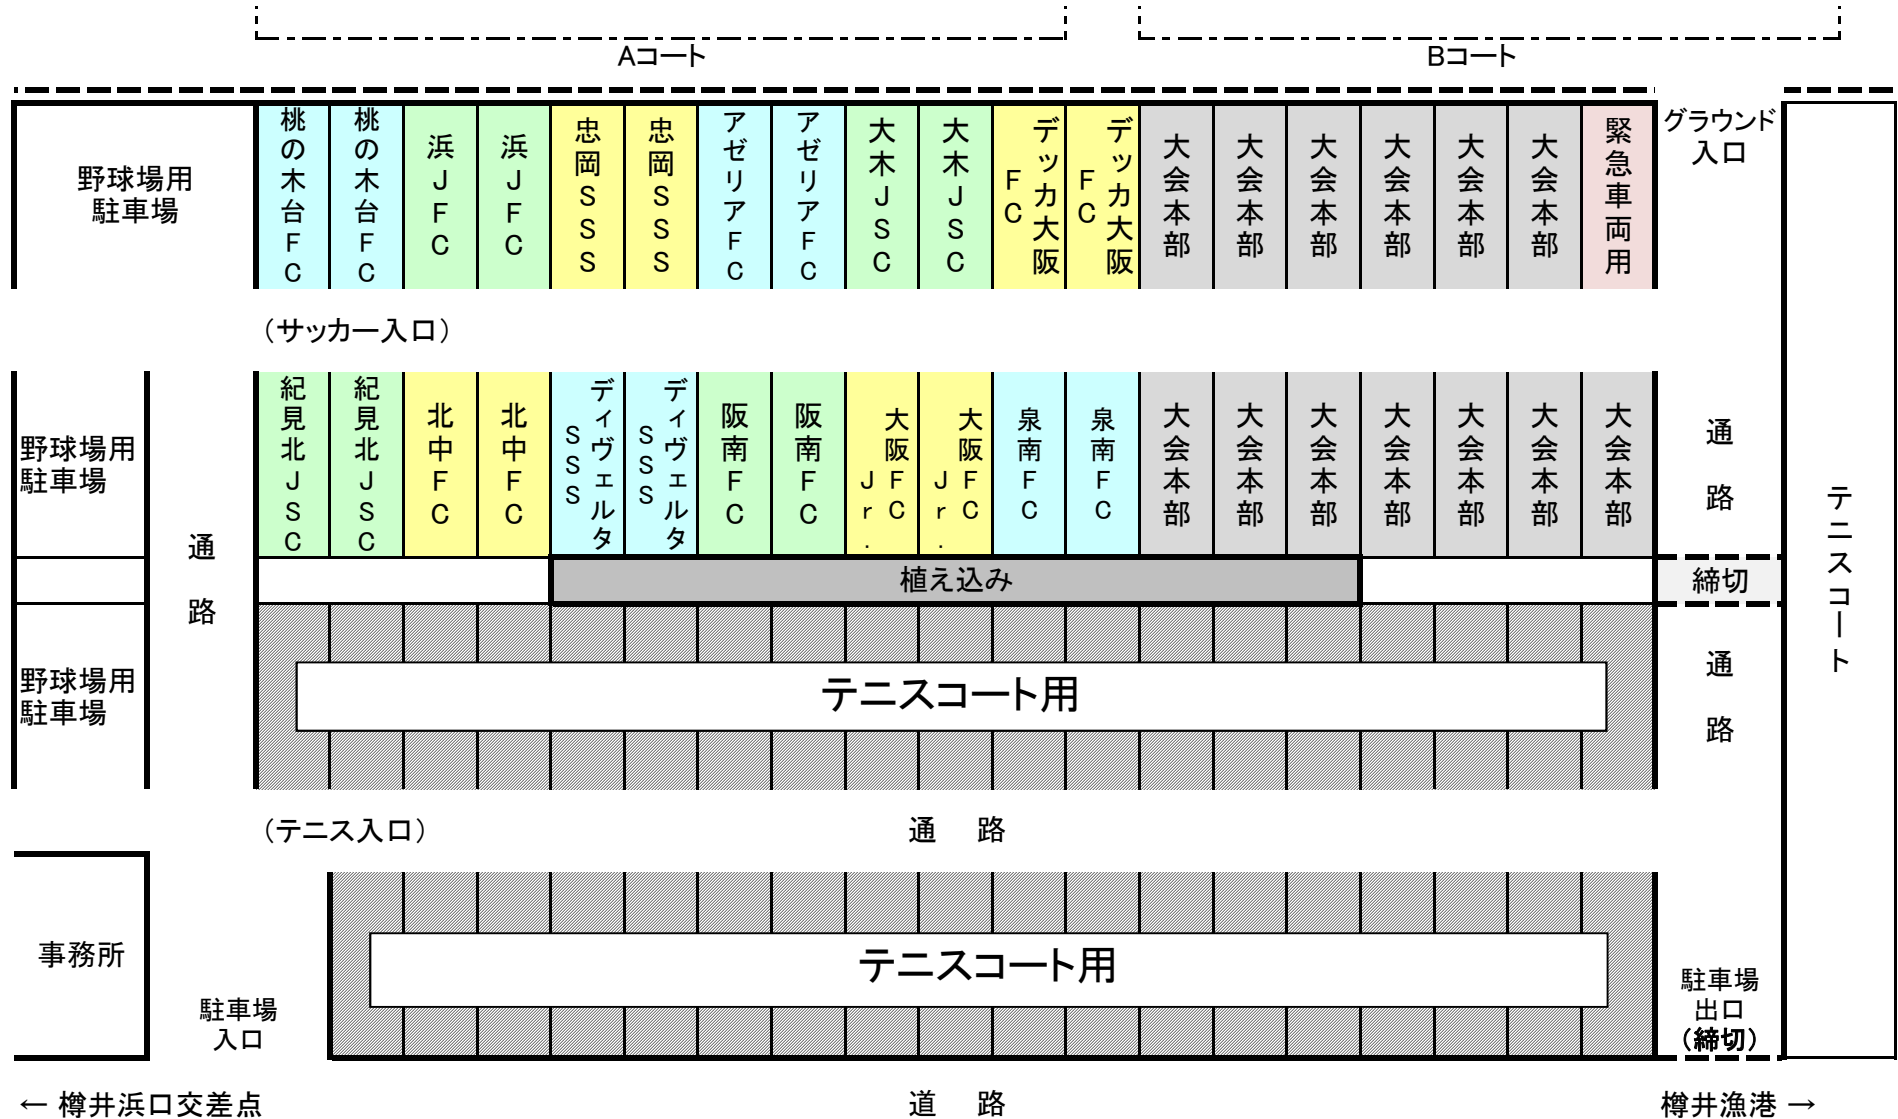 Aコート
Bコート
野球場用
駐車場
桃の木台FC
桃の木台FC
浜JFC
浜JFC
忠岡SSS
忠岡SSS
アゼリアFC
アゼリアFC
大木JSC
大木JSC
デッカ大阪
FC
デッカ大阪
FC
大会本部
大会本部
大会本部
大会本部
大会本部
大会本部
緊急車両用
グラウンド
入口
(サッカー入口)
野球場用
駐車場
通路
紀見北JSC
紀見北JSC
北中FC
北中FC
ディヴェルタ
SSS
ディヴェルタ
SSS
阪南FC
阪南FC
大阪FC
Jr.
大阪FC
Jr.
泉南FC
泉南FC
大会本部
大会本部
大会本部
大会本部
大会本部
大会本部
大会本部
通路
テニスコート
植え込み
締切
野球場用
駐車場
テニスコート用
通路
(テニス入口)
通 路
事務所
駐車場
入口
テニスコート用
駐車場
出口
(締切)
← 樽井浜口交差点
道 路
樽井漁港 →